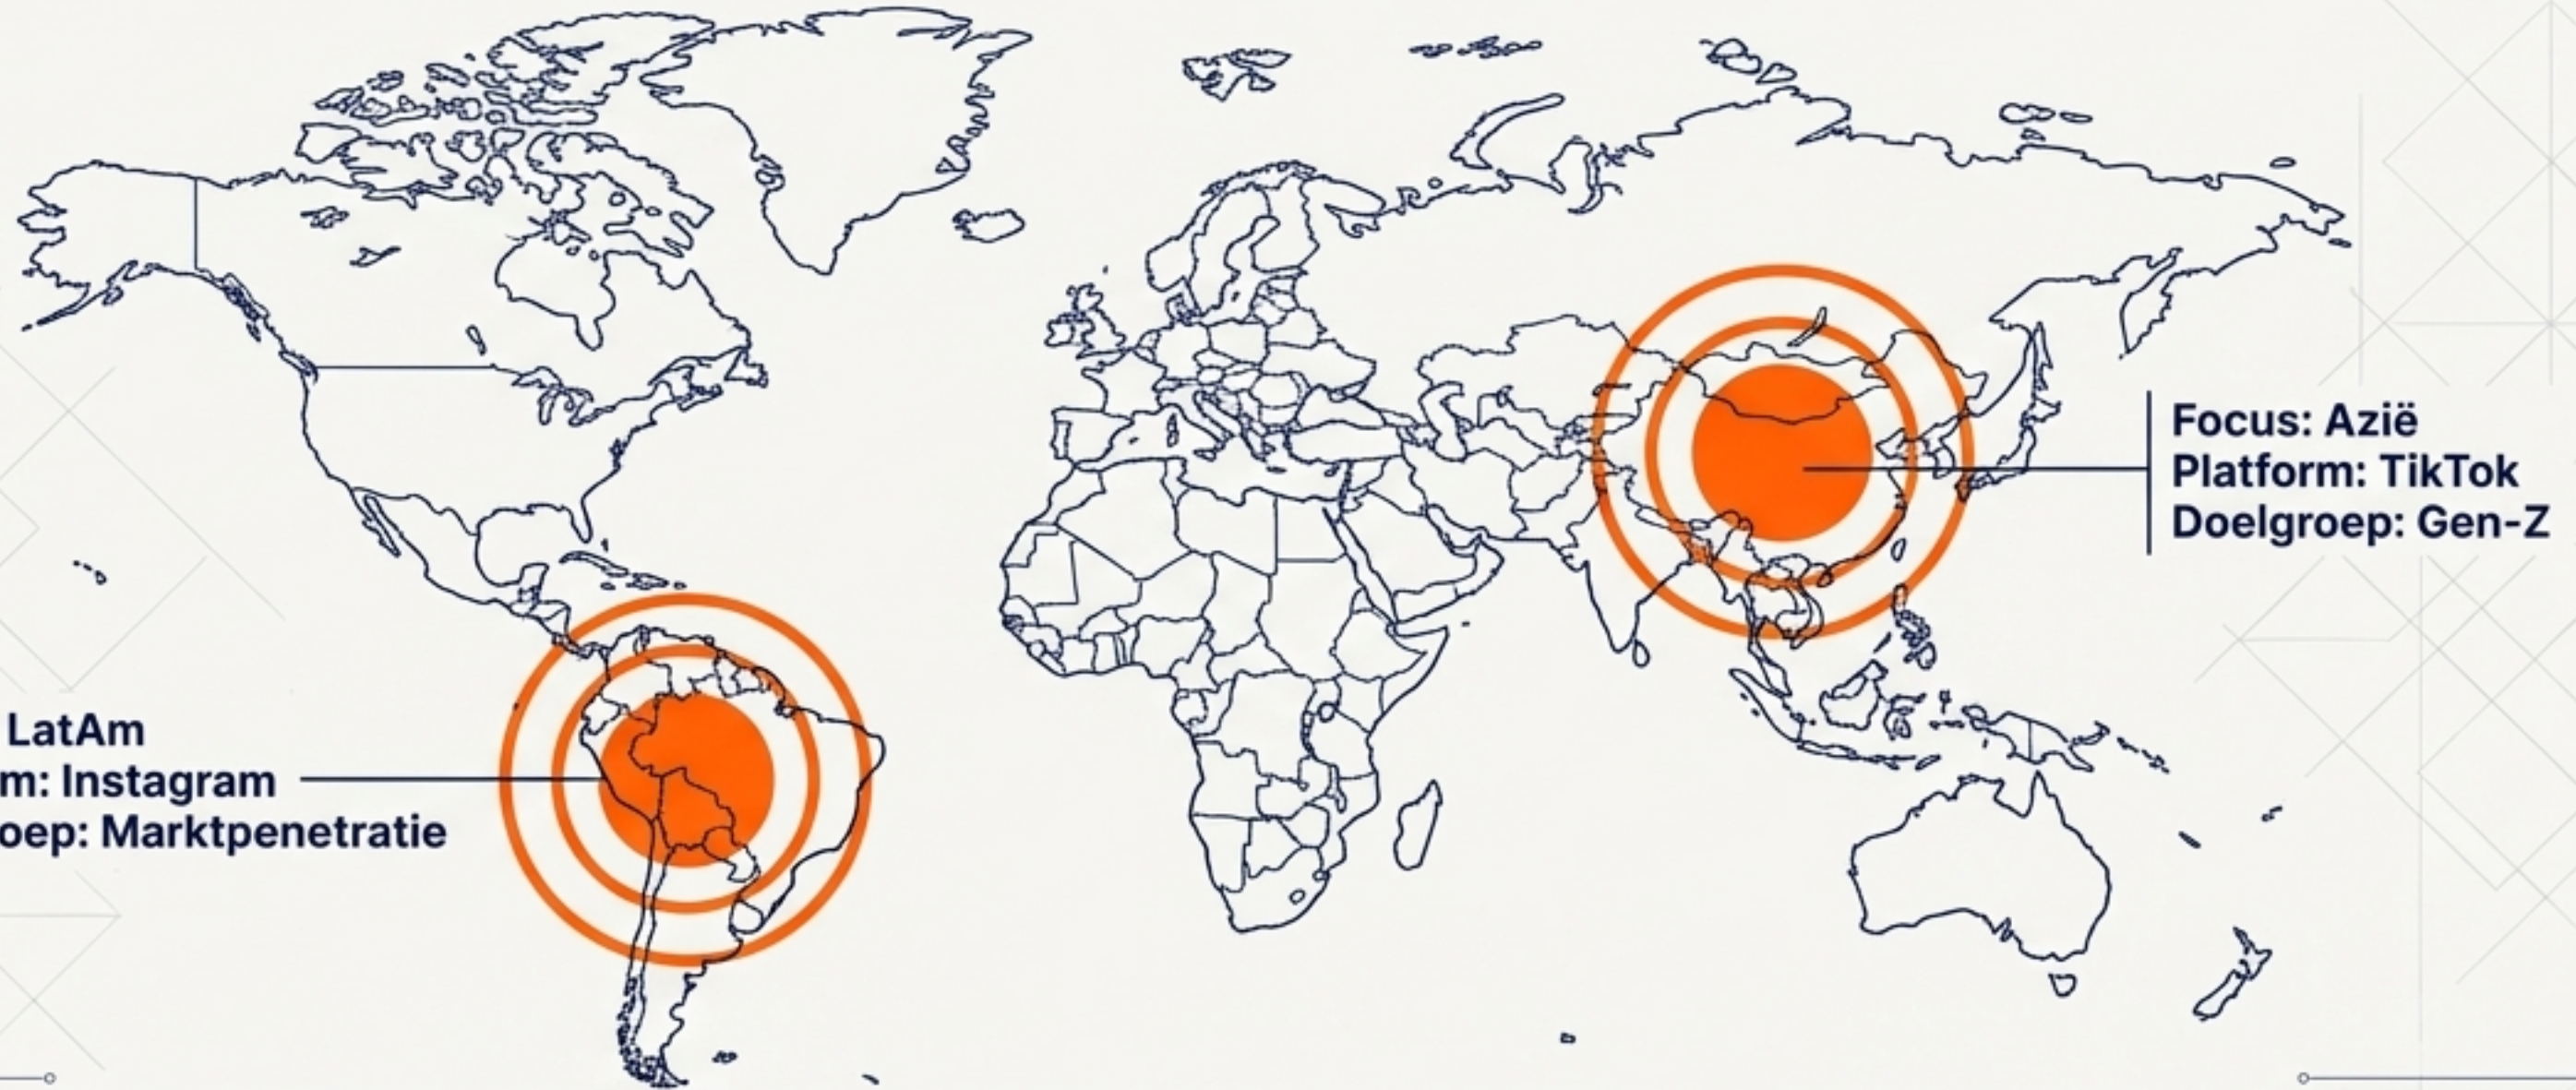 Focus: Azië
Platform: TikTok
Doelgroep: Gen-Z
LatAm
m: Instagram
oep: Marktpenetratie